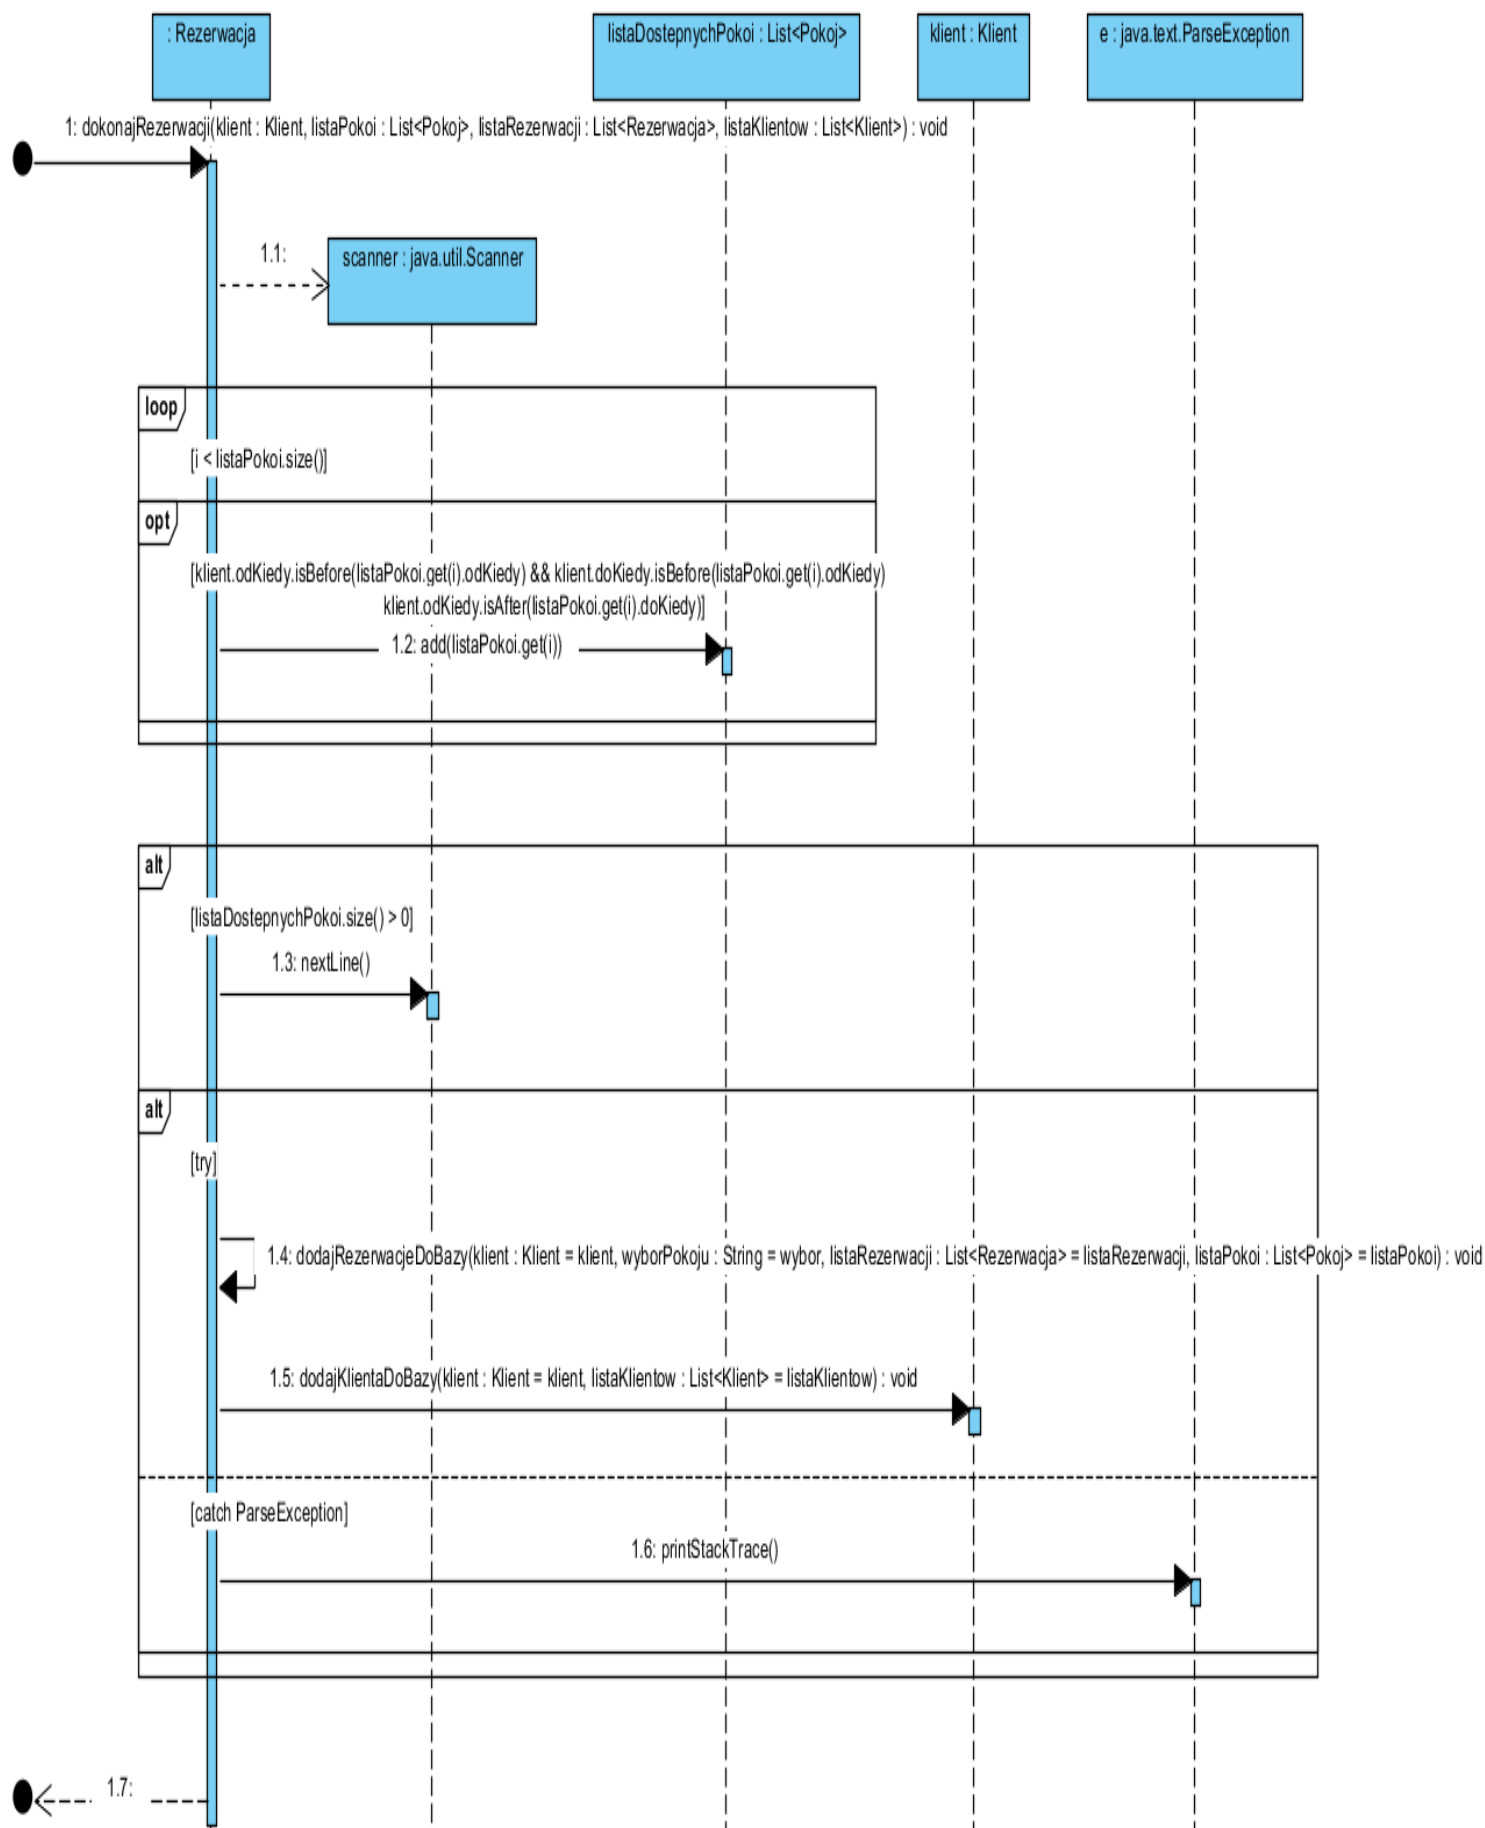 : Rezerwacja
listaDostepnychPokoi : List<Pokoj>
klient : Klient
e : java.text.ParseException
1: dokonajRezerwacji(klient : Klient, listaPokoi : List<Pokoj>, listaRezerwacji : List<Rezerwacja>, listaKlientow : List<Klient>) : void
1.1:
scanner : java.util.Scanner
loop
[i < listaPokoi.size()]
opt
[klient.odKiedy.isBefore(listaPokoi.get(i).odKiedy) && klient.doKiedy.isBefore(listaPokoi.get(i).odKiedy)
klient.odKiedy.isAfter(listaPokoi.get(i).doKiedy)]
1.2: add(listaPokoi.get(i))
alt
[listaDostepnychPokoi.size() > 0]
1.3: nextLine()
alt
[try]
1.4: dodajRezerwacjeDoBazy(klient : Klient = klient, wyborPokoju : String = wybor, listaRezerwacji : List<Rezerwacja> = listaRezerwacji, listaPokoi : List<Pokoj> = listaPokoi) : void
1.5: dodajKlientaDoBazy(klient : Klient = klient, listaKlientow : List<Klient> = listaKlientow) : void
[catch ParseException]
1.6: printStackTrace()
1.7: